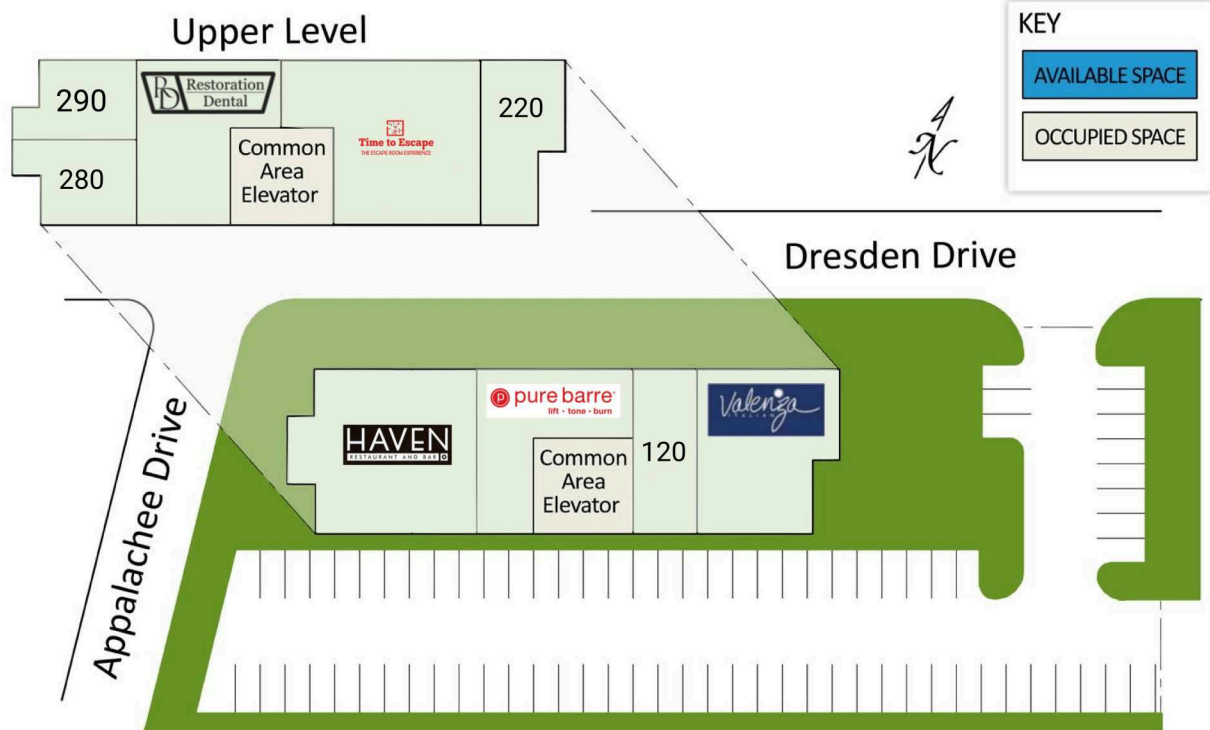 Upper Level
KEY
AVAILABLE SPACE
OCCUPIED SPACE
290
RD Restoration
Dental
Time to Escape
THE ESCAPE ROOM EXPERIENCE
220
280
Common
Area
Elevator
N
Dresden Drive
Appalachee Drive
HAVEN
RESTAURANT AND BAR
P pure barre
lift • tone • burn
Common
Area
Elevator
120
Valenza
ITALIAN